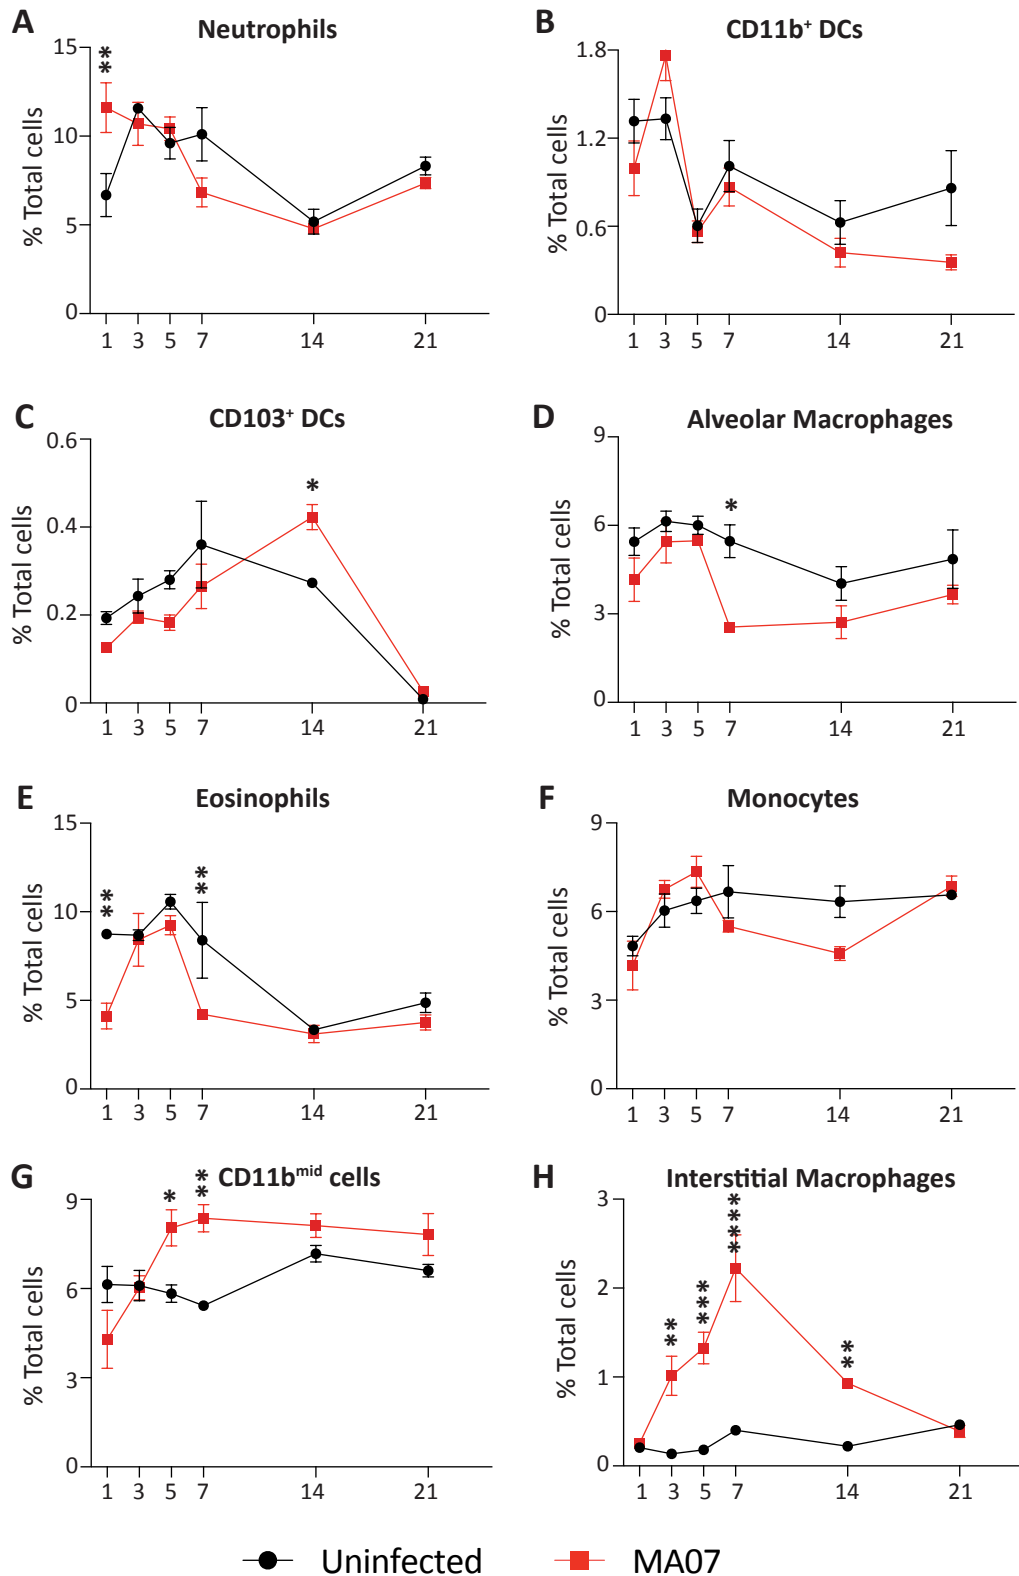 A Neutrophils
15
10
5
0
% Total cells
**
1 3 5 7 14 21
B CD11b⁺ DCs
1.8
1.2
0.6
0
% Total cells
1 3 5 7 14 21
C CD103⁺ DCs
0.6
0.4
0.2
0
% Total cells
*
1 3 5 7 14 21
D Alveolar Macrophages
9
6
3
0
% Total cells
*
1 3 5 7 14 21
E Eosinophils
15
10
5
0
% Total cells
**
**
1 3 5 7 14 21
F Monocytes
9
6
3
0
% Total cells
1 3 5 7 14 21
G CD11bᵐⁱᵈ cells
9
6
3
0
% Total cells
*
**
1 3 5 7 14 21
H Interstitial Macrophages
3
2
1
0
% Total cells
**
***
****
**
1 3 5 7 14 21
Uninfected MA07